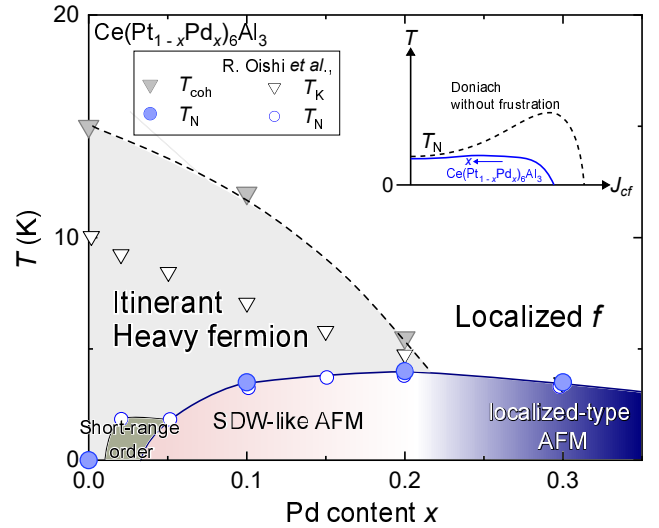 20
Ce(Pt1 - xPdx)6Al3
R. Oishi et al.,
Tcoh
TK
TN
TN
T
Doniach
without frustration
TN
x
Ce(Pt1-xPdx)6Al3
0
Jcf
10
T (K)
Itinerant
Heavy fermion
Localized f
Short-range
order
SDW-like AFM
localized-type
AFM
0
0.0
0.1
0.2
0.3
Pd content x